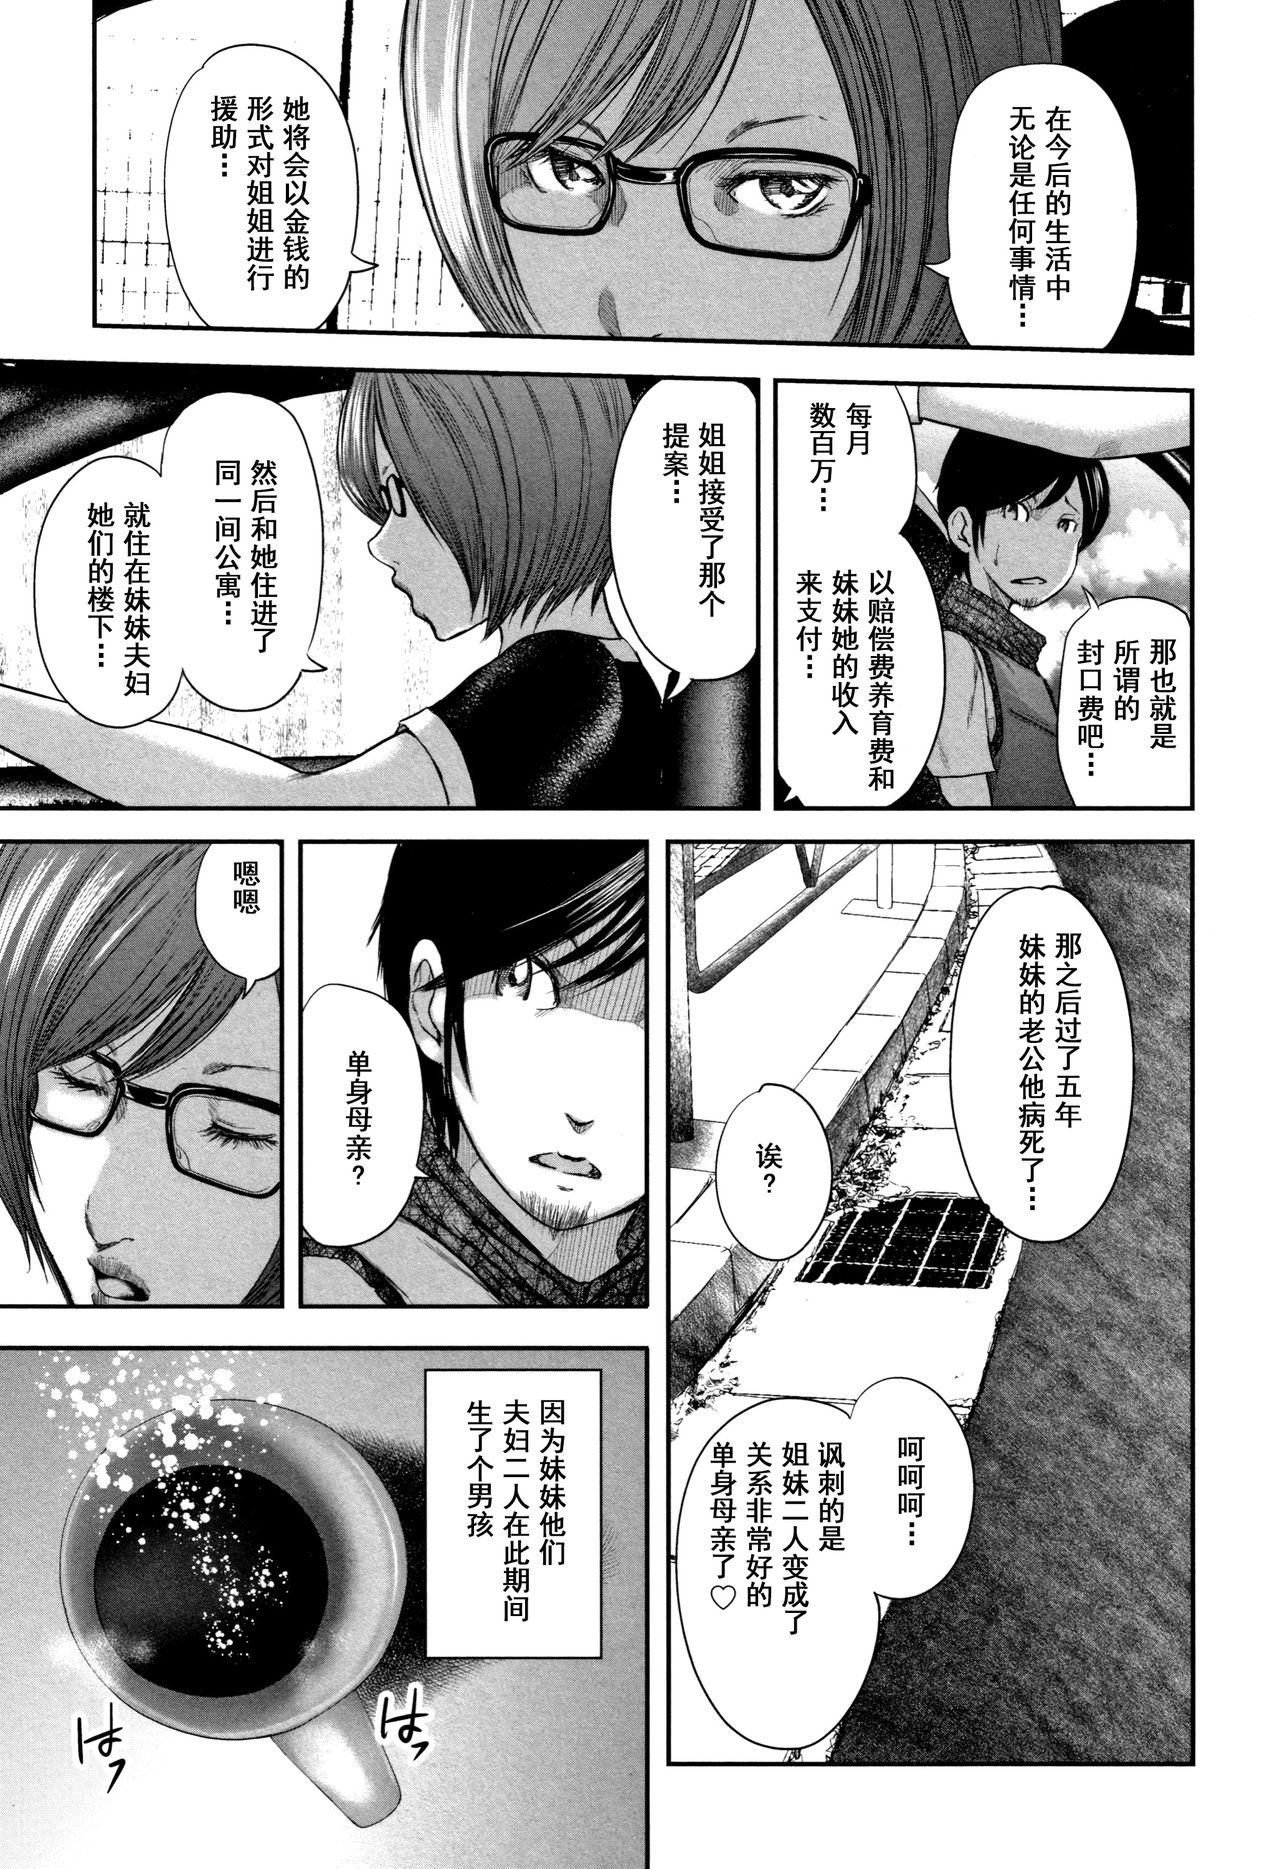 在今后的生活中
无论是任何事情…
她将会以金钱的
形式对姐姐进行
援助…
那也就是
所谓的
封口费吧…
每月
数百万…
以赔偿费养育费和
妹妹她的收入
来支付…
姐姐接受了那个
提案…
然后和她住进了
同一间公寓…
就住在妹妹夫妇
她们的楼下…
那之后过了五年
妹妹的老公他病死了…
诶?
呵呵呵…
讽刺的是
姐妹二人变成了
关系非常好的
单身母亲了♡
单身母亲?
嗯嗯
因为妹妹他们
夫妇二人在此期间
生了个男孩
はっ
はっ